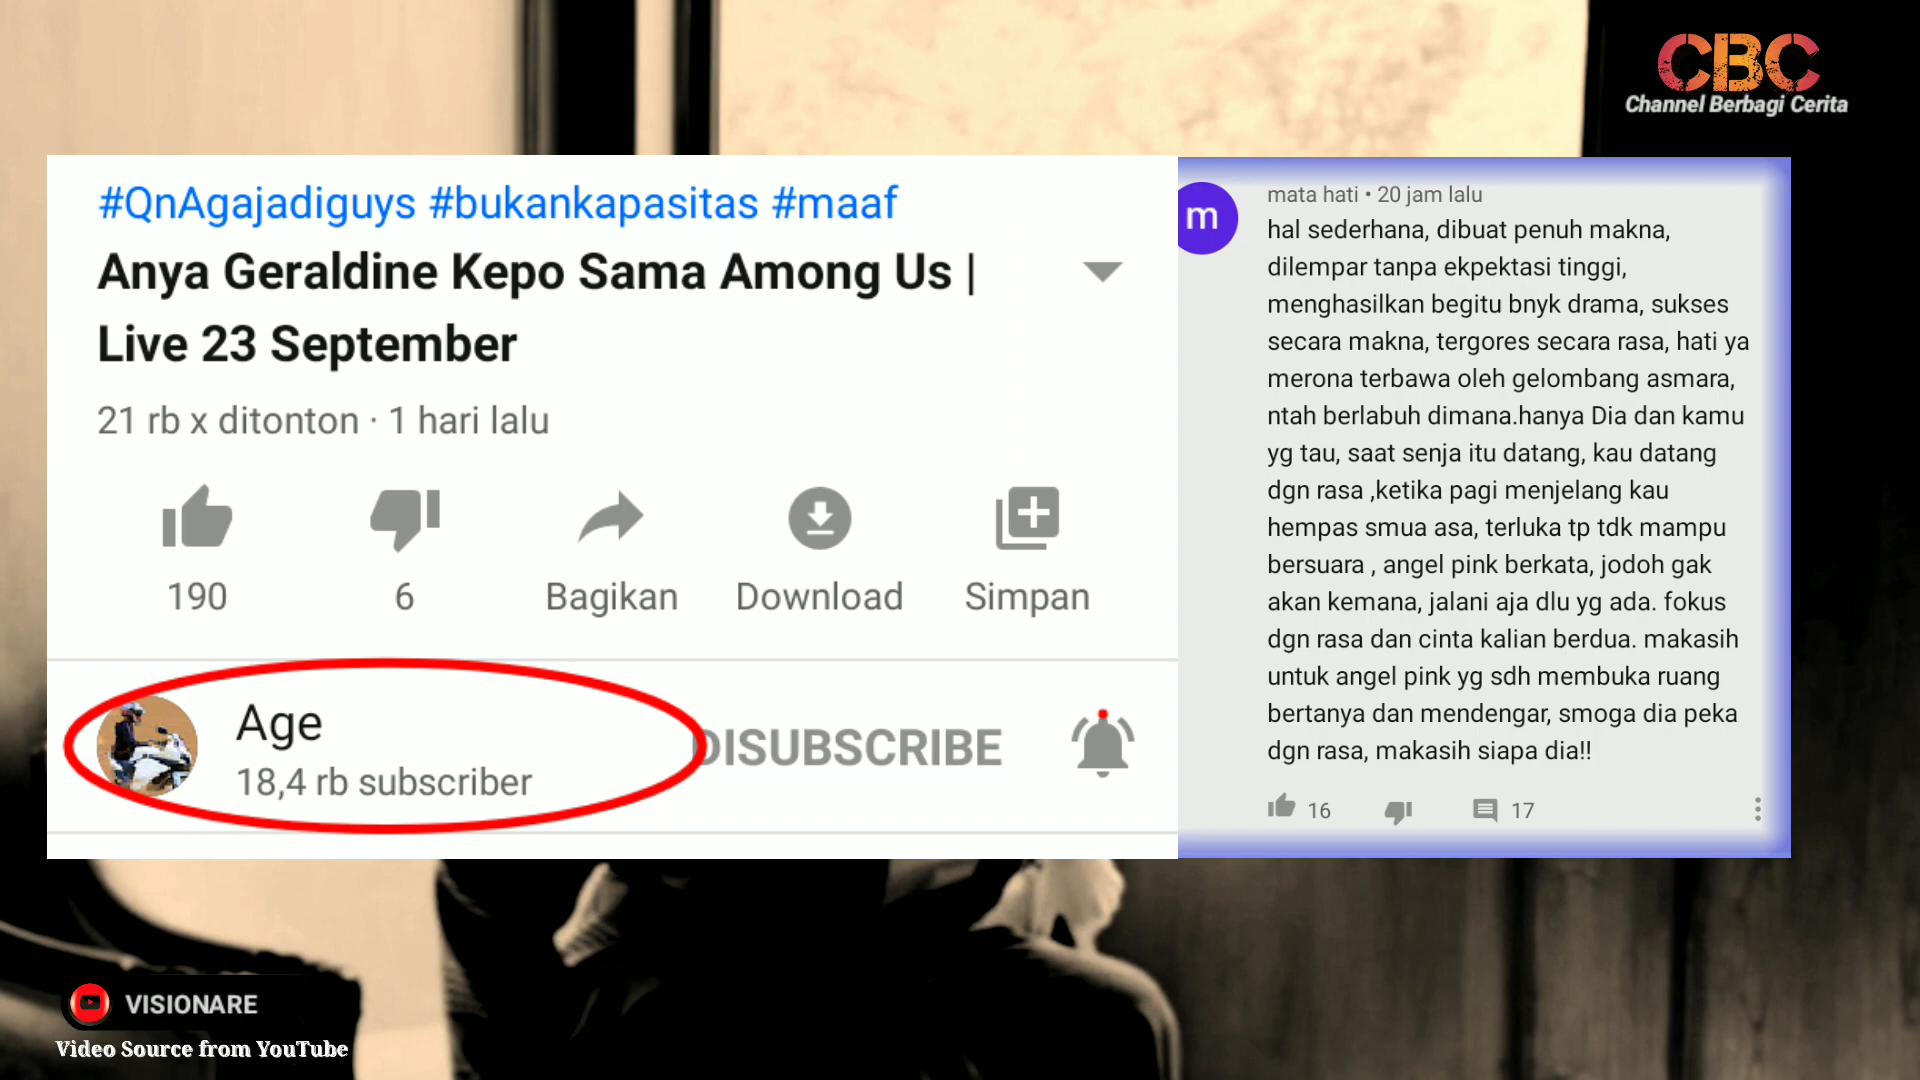 CBC
Channel Berbagi Cerita
#QnAgajadiguys #bukankapasitas #maaf
Anya Geraldine Kepo Sama Among Us |
Live 23 September
21 rb x ditonton · 1 hari lalu
190
6
Bagikan
Download
Simpan
Age
18,4 rb subscriber
DISUBSCRIBE
m
mata hati • 20 jam lalu
hal sederhana, dibuat penuh makna,
dilempar tanpa ekpektasi tinggi,
menghasilkan begitu bnyk drama, sukses
secara makna, tergores secara rasa, hati ya
merona terbawa oleh gelombang asmara,
ntah berlabuh dimana.hanya Dia dan kamu
yg tau, saat senja itu datang, kau datang
dgn rasa ,ketika pagi menjelang kau
hempas smua asa, terluka tp tdk mampu
bersuara , angel pink berkata, jodoh gak
akan kemana, jalani aja dlu yg ada. fokus
dgn rasa dan cinta kalian berdua. makasih
untuk angel pink yg sdh membuka ruang
bertanya dan mendengar, smoga dia peka
dgn rasa, makasih siapa dia!!
16
17
VISIONARE
Video Source from YouTube